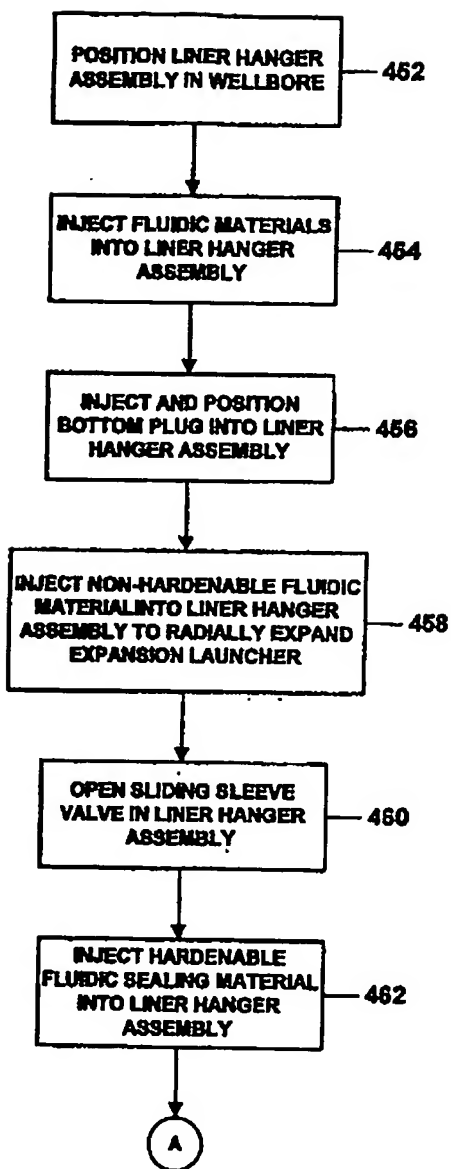 POSITION LINER HANGER
ASSEMBLY IN WELLBORE
452
INJECT FLUIDIC MATERIALS
INTO LINER HANGER
ASSEMBLY
454
INJECT AND POSITION
BOTTOM PLUG INTO LINER
HANGER ASSEMBLY
456
INJECT NON-HARDENABLE FLUIDIC
MATERIAL INTO LINER HANGER
ASSEMBLY TO RADIALLY EXPAND
EXPANSION LAUNCHER
458
OPEN SLIDING SLEEVE
VALVE IN LINER HANGER
ASSEMBLY
460
INJECT HARDENABLE
FLUIDIC SEALING MATERIAL
INTO LINER HANGER
ASSEMBLY
462
A